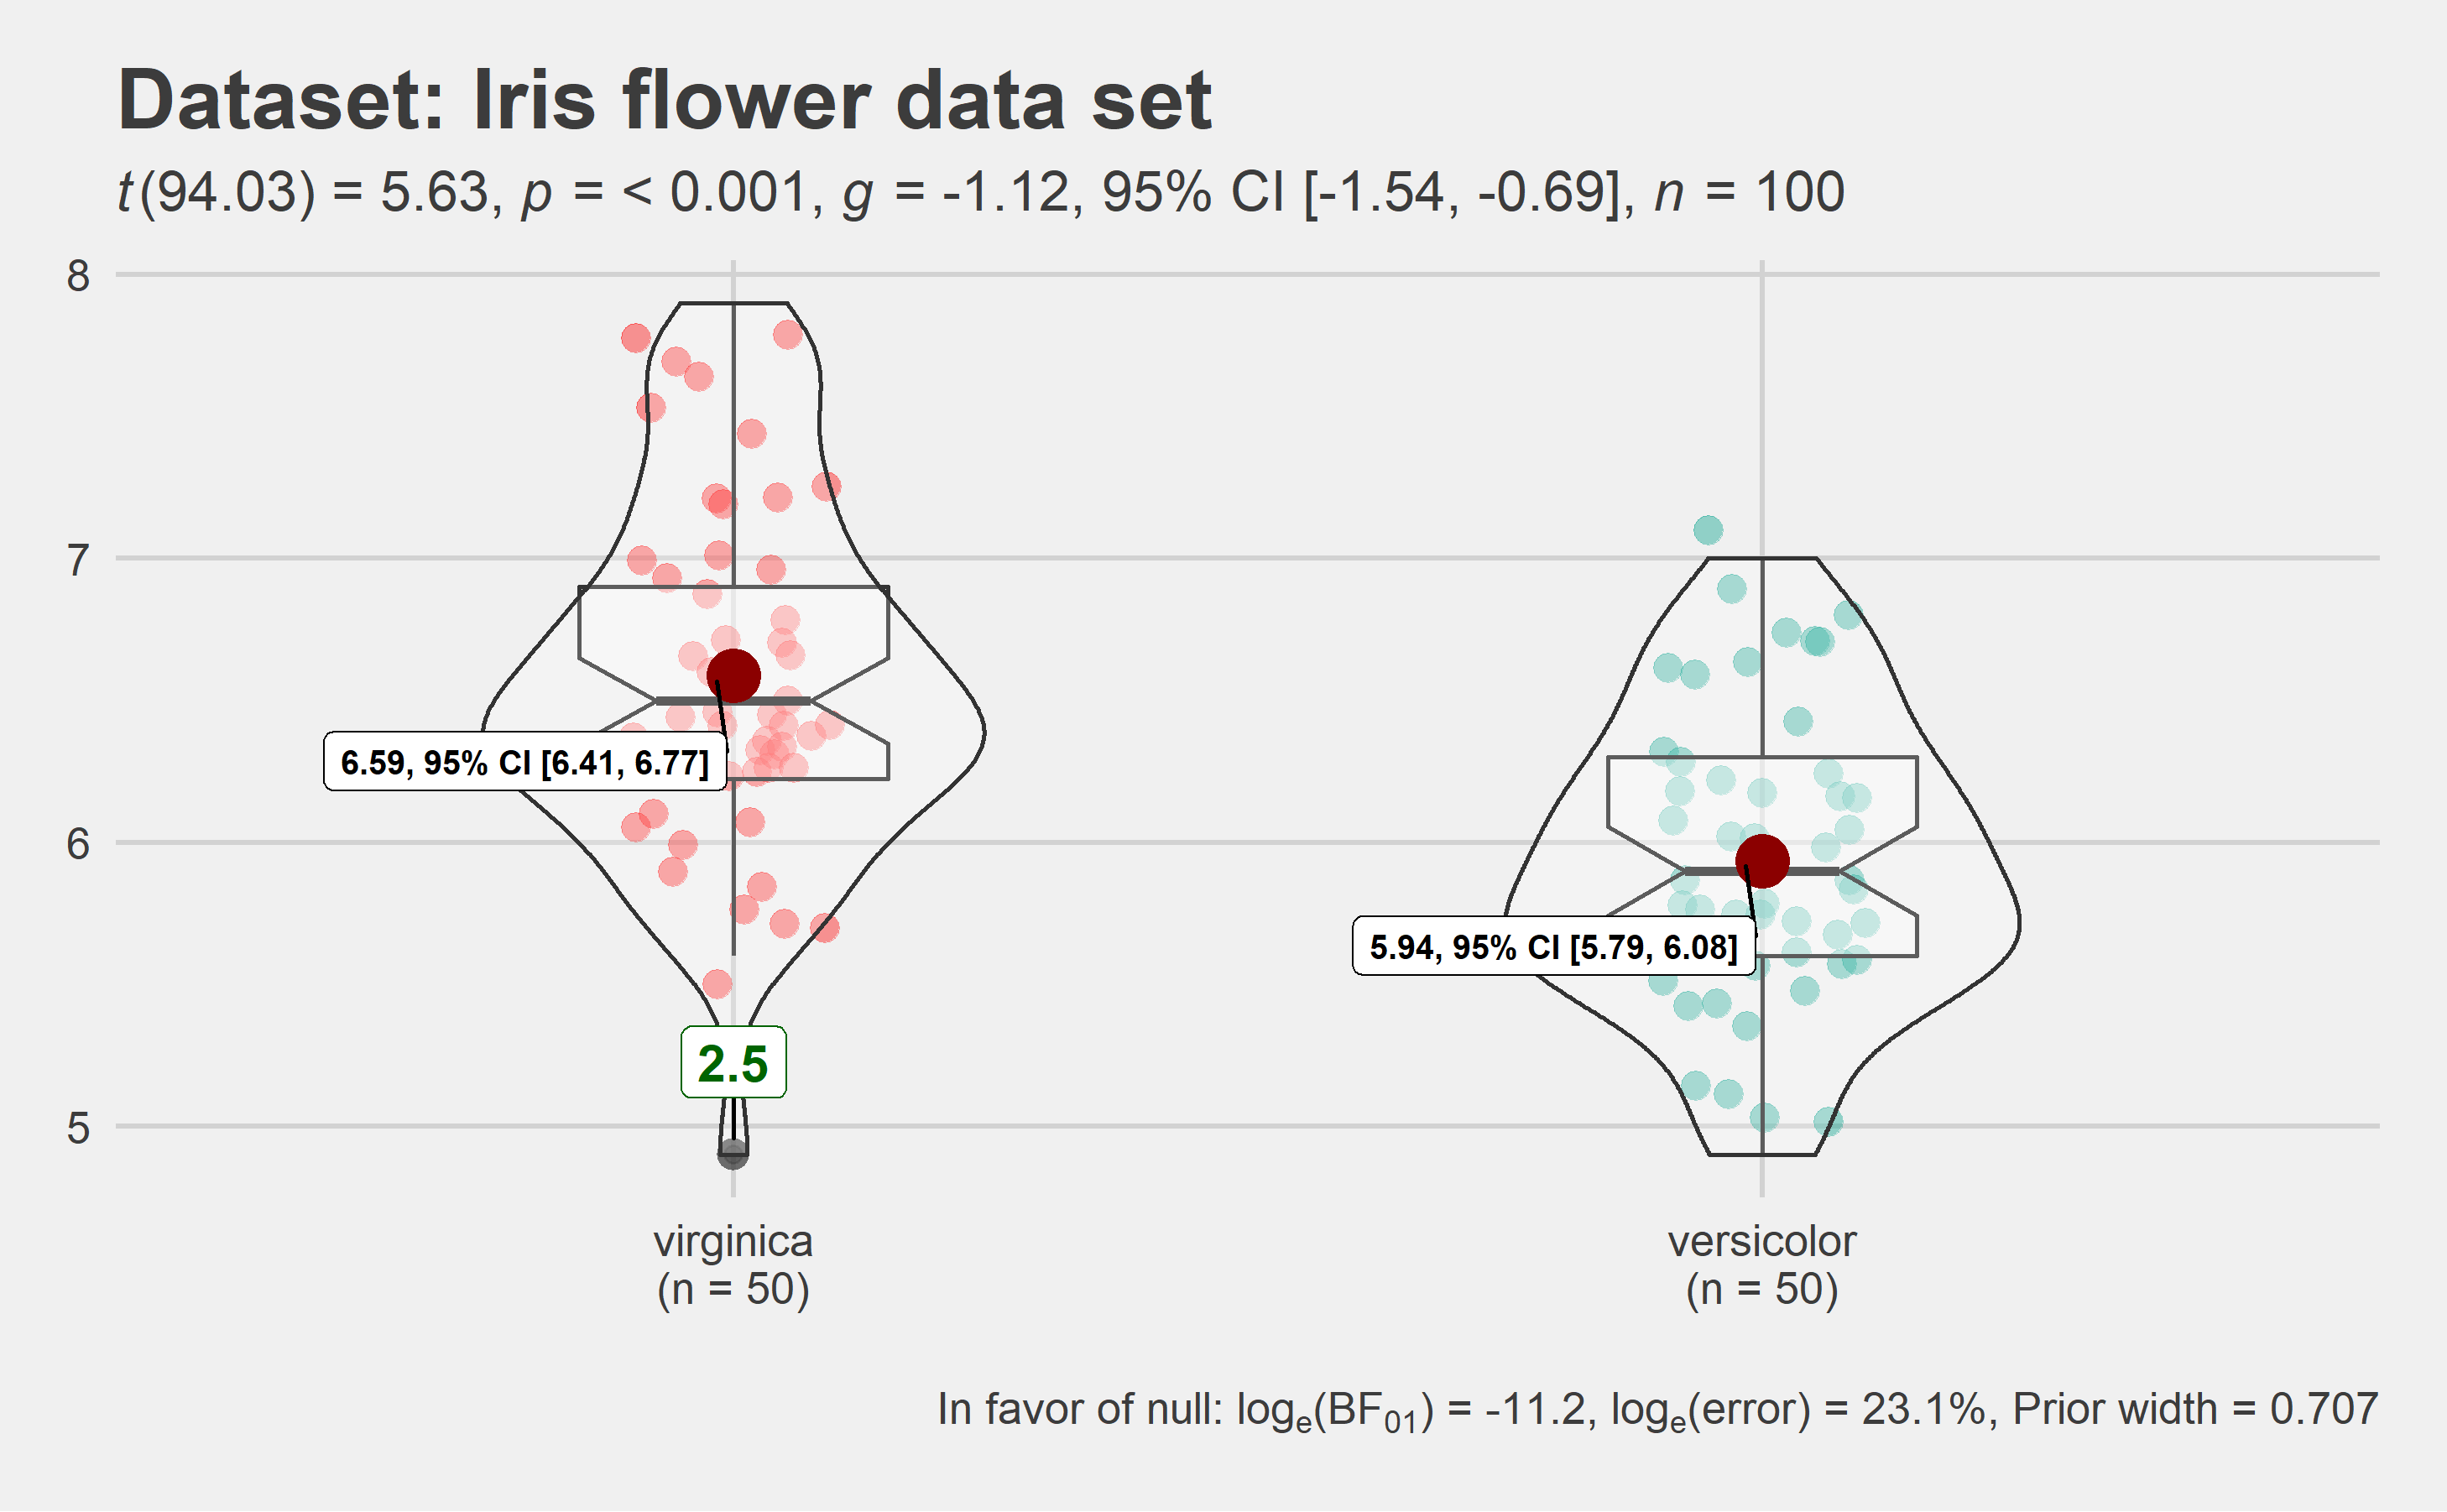 Dataset: Iris flower data set
t(94.03) = 5.63, p = < 0.001, g = -1.12, 95% CI [-1.54, -0.69], n = 100
8
7
6
5
6.59, 95% CI [6.41, 6.77]
5.94, 95% CI [5.79, 6.08]
2.5
virginica
(n = 50)
versicolor
(n = 50)
In favor of null: logₑ(BF₀₁) = -11.2, logₑ(error) = 23.1%, Prior width = 0.707